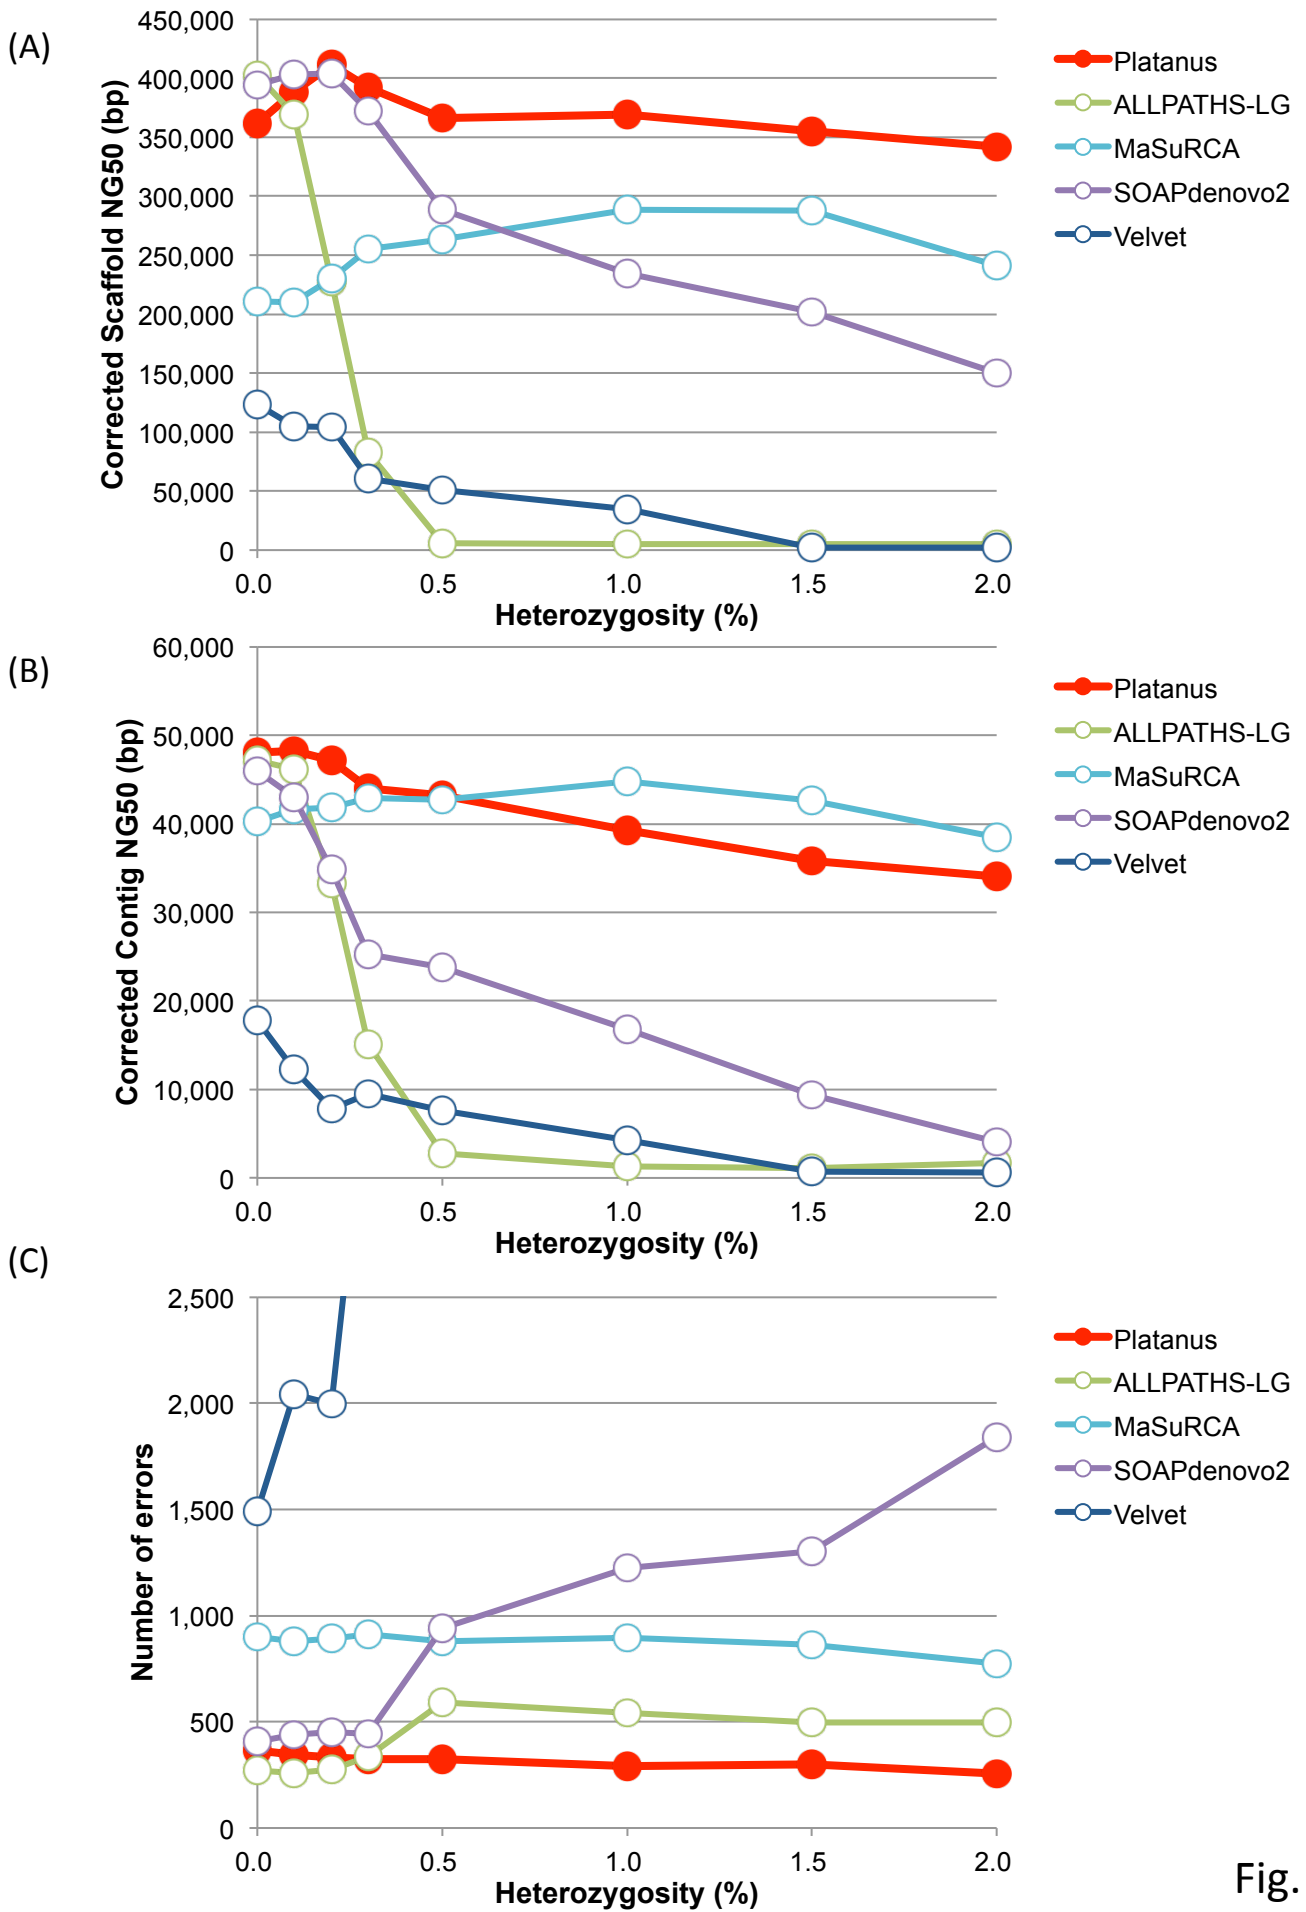 (A)
Corrected Scaffold NG50 (bp)
450,000
400,000
350,000
300,000
250,000
200,000
150,000
100,000
50,000
0
0.0 0.5 1.0 1.5 2.0
Heterozygosity (%)
Platanus
ALLPATHS-LG
MaSuRCA
SOAPdenovo2
Velvet
(B)
Corrected Contig NG50 (bp)
60,000
50,000
40,000
30,000
20,000
10,000
0
0.0 0.5 1.0 1.5 2.0
Heterozygosity (%)
Platanus
ALLPATHS-LG
MaSuRCA
SOAPdenovo2
Velvet
(C)
Number of errors
2,500
2,000
1,500
1,000
500
0
0.0 0.5 1.0 1.5 2.0
Heterozygosity (%)
Platanus
ALLPATHS-LG
MaSuRCA
SOAPdenovo2
Velvet
Fig.